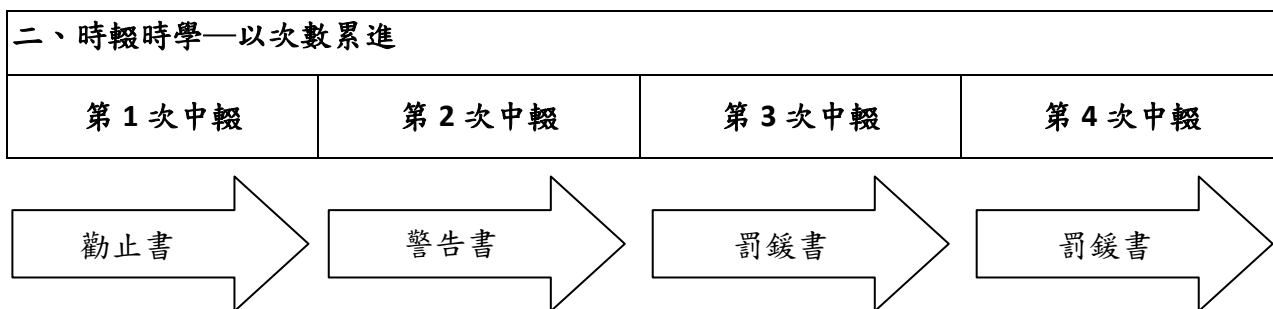 二、時輟時學─以次數累進
第 1 次中輟 第 2 次中輟 第 3 次中輟 第 4 次中輟
勸止書 警告書 罰鍰書 罰鍰書